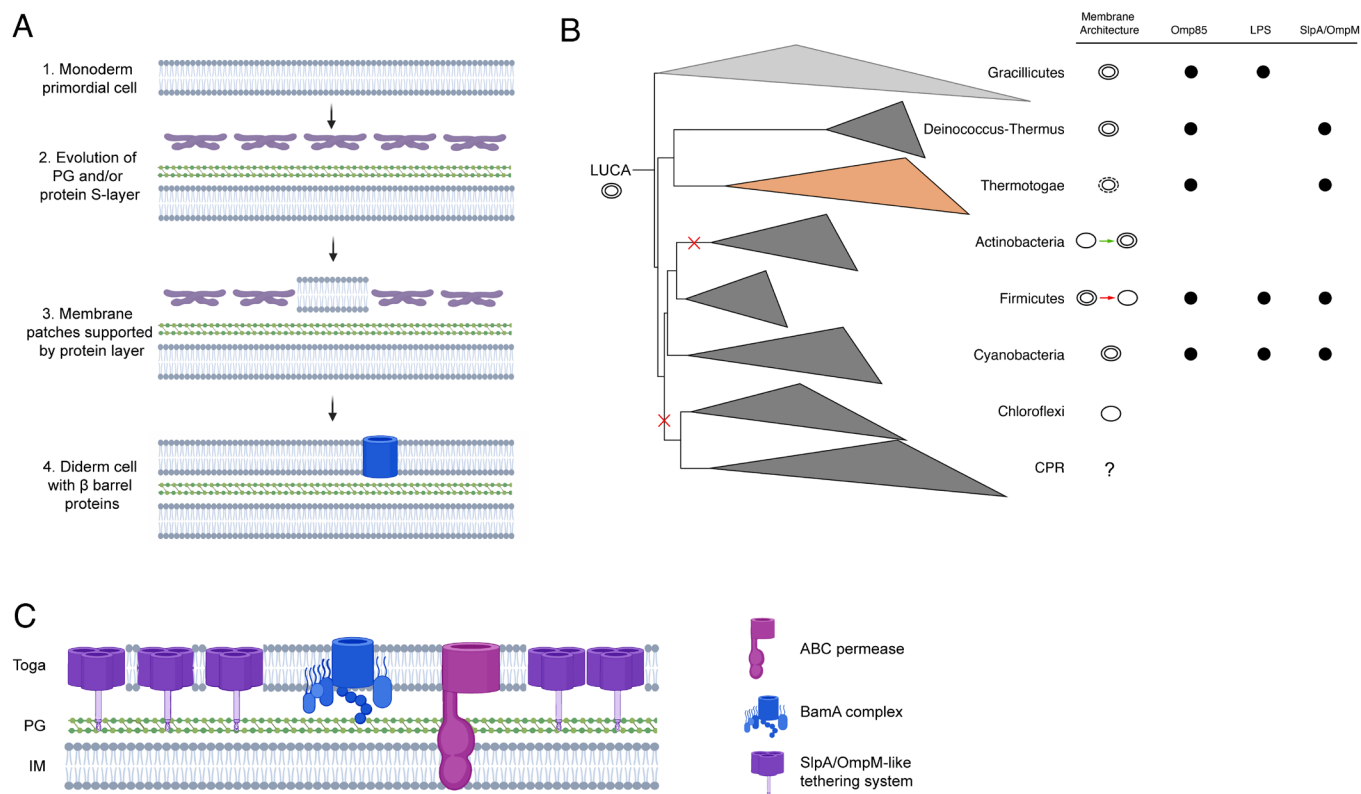 A
1. Monoderm
primordial cell
2. Evolution of
PG and/or
protein S-layer
3. Membrane
patches supported
by protein layer
4. Diderm cell
with β barrel
proteins
B
Membrane
Architecture
Omp85
LPS
SlpA/OmpM
LUCA
Gracillicutes
Deinococcus-Thermus
Thermotogae
Actinobacteria
Firmicutes
Cyanobacteria
Chloroflexi
CPR
?
C
Toga
PG
IM
ABC permease
BamA complex
SlpA/OmpM-like
tethering system